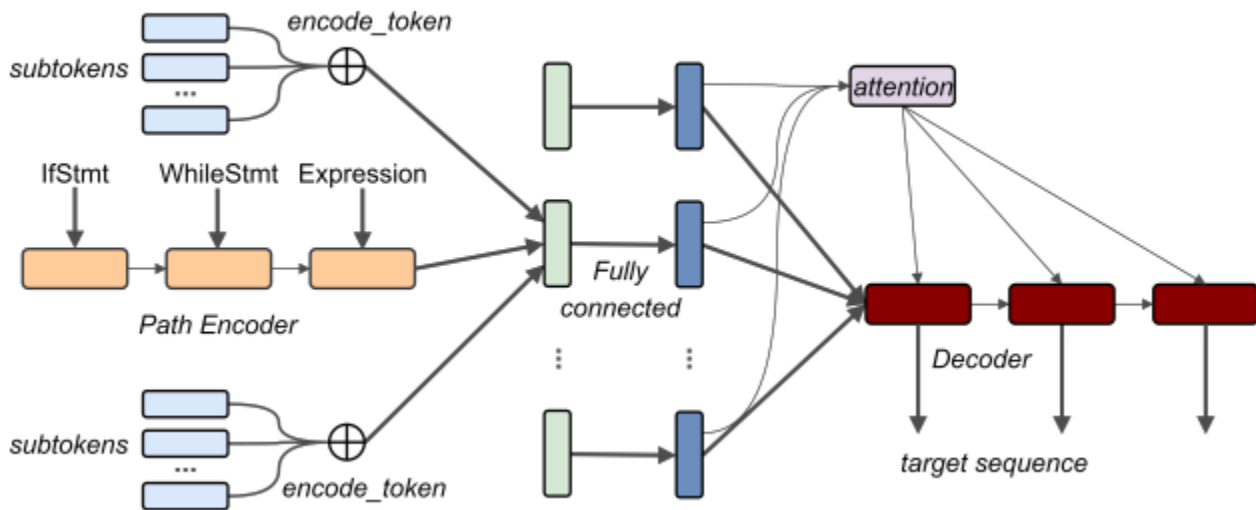 encode_token
subtokens
...
attention
IfStmt
WhileStmt
Expression
Fully
connected
Path Encoder
...
...
Decoder
subtokens
...
encode_token
target sequence